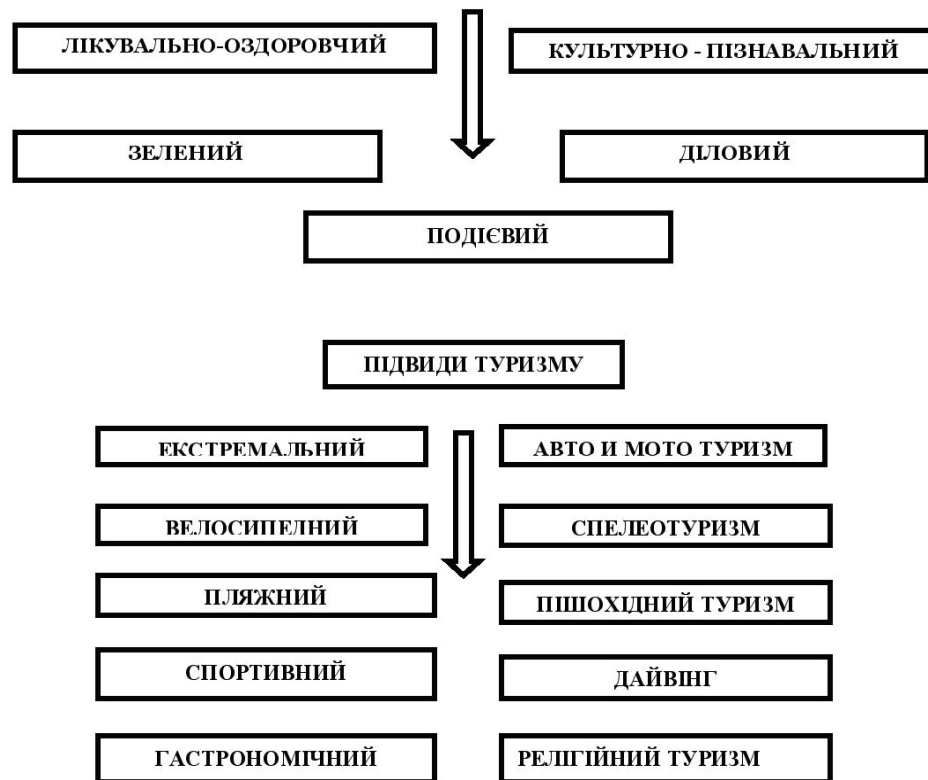 ЛІКУВАЛЬНО-ОЗДОРОВЧИЙ
КУЛЬТУРНО - ПІЗНАВАЛЬНИЙ
ЗЕЛЕНИЙ
ДІЛОВИЙ
ПОДІЄВИЙ
ПІДВИДИ ТУРИЗМУ
ЕКСТРЕМАЛЬНИЙ
АВТО И МОТО ТУРИЗМ
ВЕЛОСИПЕДНИЙ
СПЕЛЕОТУРИЗМ
ПЛЯЖНИЙ
ПІШОХІДНИЙ ТУРИЗМ
СПОРТИВНИЙ
ДАЙВІНГ
ГАСТРОНОМІЧНИЙ
РЕЛІГІЙНИЙ ТУРИЗМ